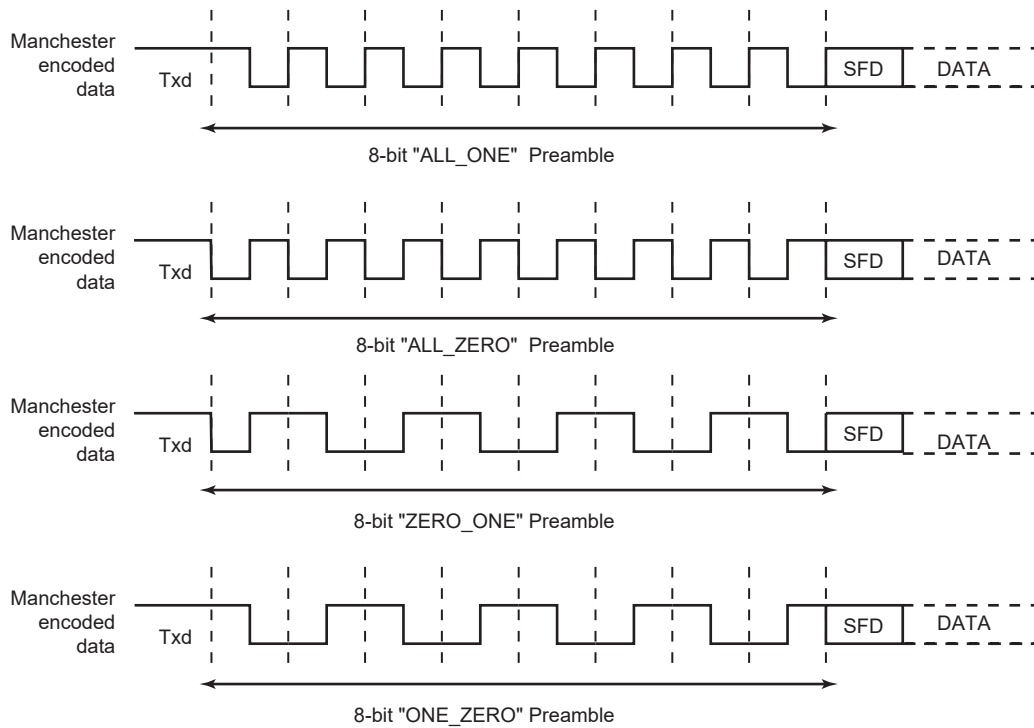 Manchester
encoded
data
Txd
SFD
DATA
8-bit "ALL_ONE" Preamble
Manchester
encoded
data
Txd
SFD
DATA
8-bit "ALL_ZERO" Preamble
Manchester
encoded
data
Txd
SFD
DATA
8-bit "ZERO_ONE" Preamble
Manchester
encoded
data
Txd
SFD
DATA
8-bit "ONE_ZERO" Preamble